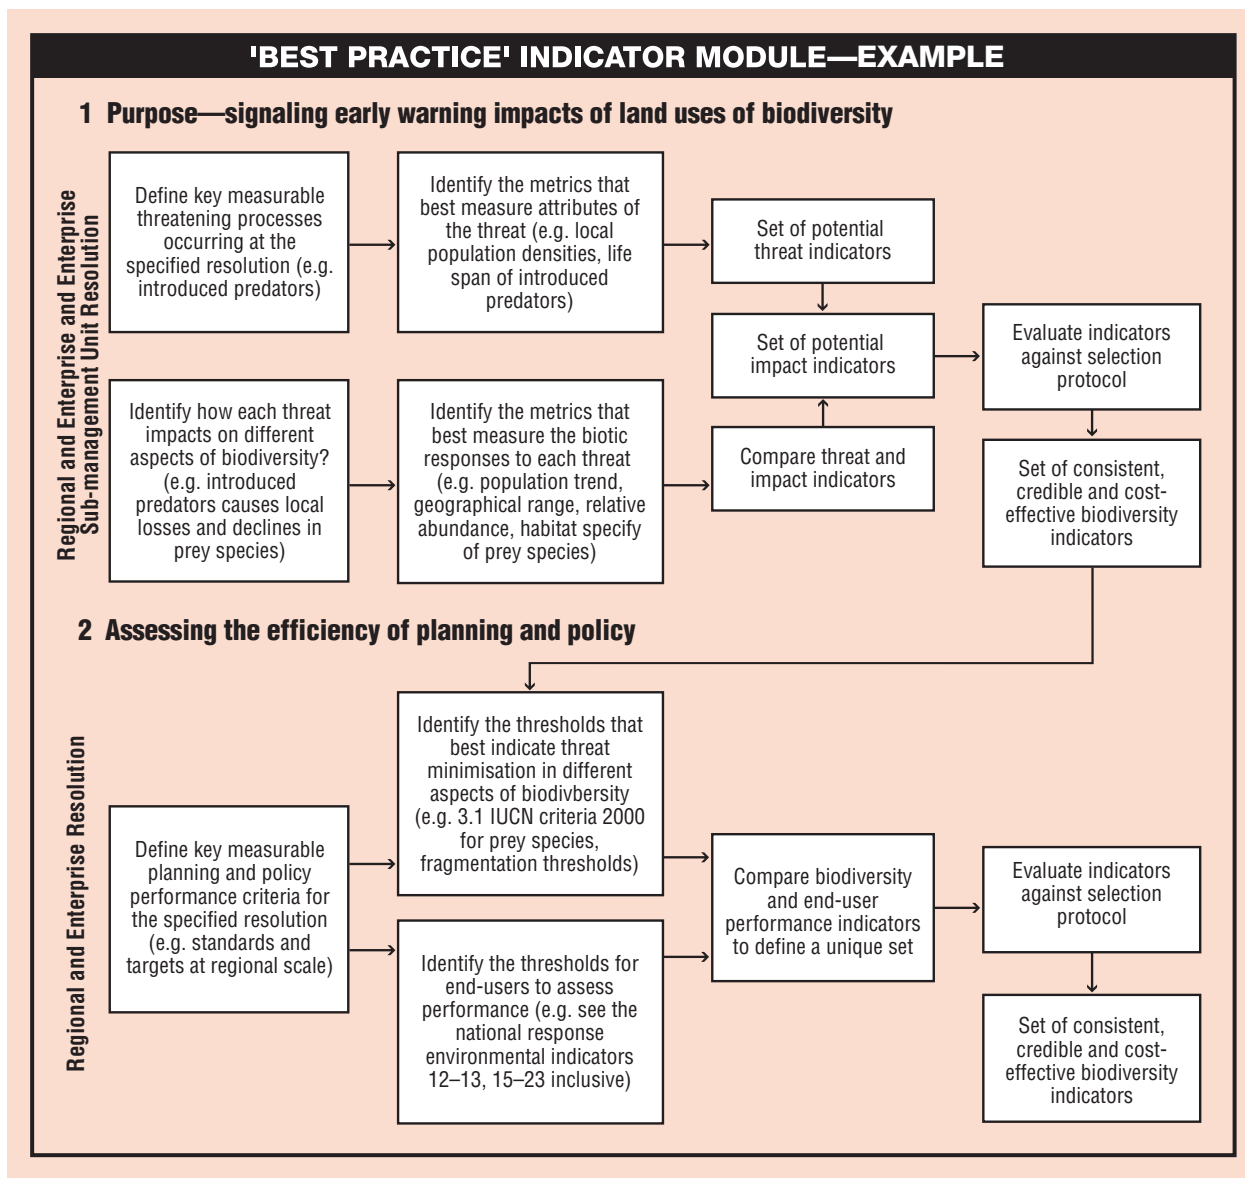 'BEST PRACTICE' INDICATOR MODULE—EXAMPLE
1 Purpose—signaling early warning impacts of land uses of biodiversity
Regional and Enterprise and Enterprise
Sub-management Unit Resolution
Define key measurable
threatening processes
occurring at the
specified resolution (e.g.
introduced predators)
Identify the metrics that
best measure attributes of
the threat (e.g. local
population densities, life
span of introduced
predators)
Set of potential
threat indicators
Set of potential
impact indicators
Evaluate indicators
against selection
protocol
Identify how each threat
impacts on different
aspects of biodiversity?
(e.g. introduced
predators causes local
losses and declines in
prey species)
Identify the metrics that
best measure the biotic
responses to each threat
(e.g. population trend,
geographical range, relative
abundance, habitat specify
of prey species)
Compare threat and
impact indicators
Set of consistent,
credible and cost-
effective biodiversity
indicators
2 Assessing the efficiency of planning and policy
Regional and Enterprise Resolution
Define key measurable
planning and policy
performance criteria for
the specified resolution
(e.g. standards and
targets at regional scale)
Identify the thresholds that
best indicate threat
minimisation in different
aspects of biodivbersity
(e.g. 3.1 IUCN criteria 2000
for prey species,
fragmentation thresholds)
Identify the thresholds for
end-users to assess
performance (e.g. see the
national response
environmental indicators
12–13, 15–23 inclusive)
Compare biodiversity
and end-user
performance indicators
to define a unique set
Evaluate indicators
against selection
protocol
Set of consistent,
credible and cost-
effective biodiversity
indicators